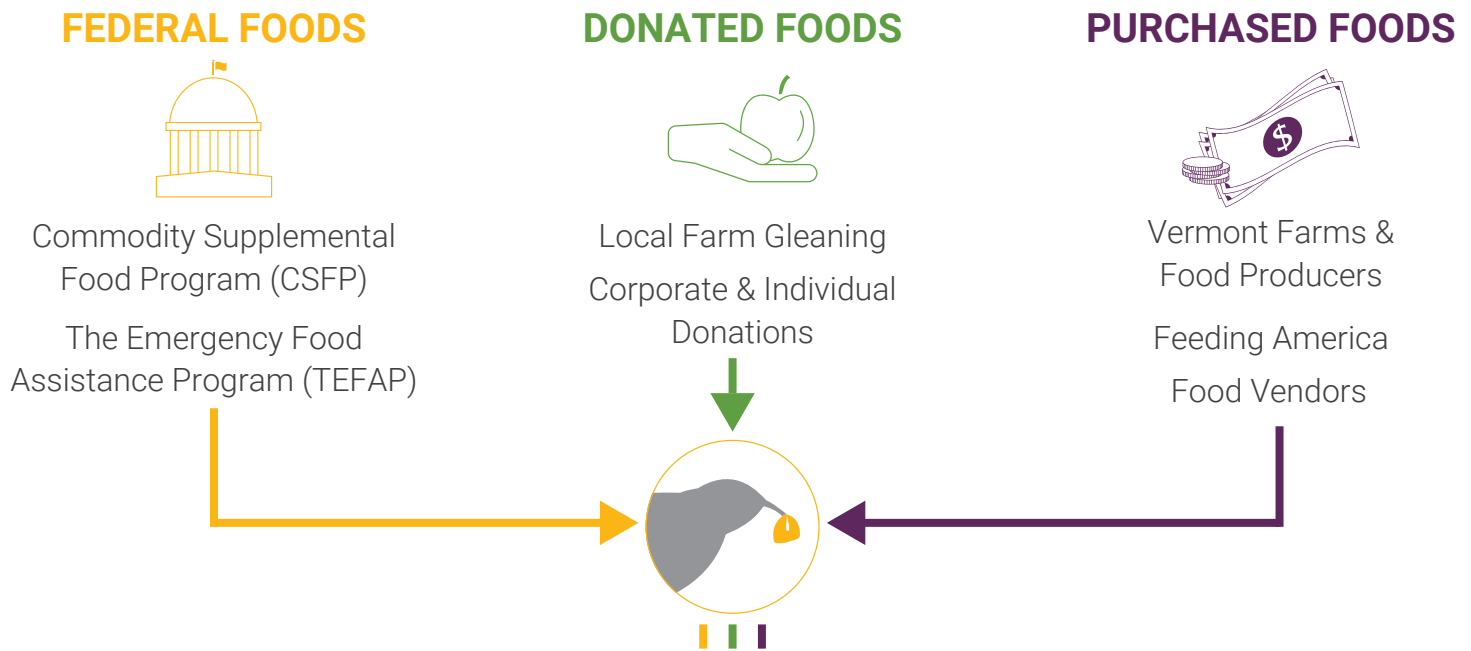 FEDERAL FOODS
Commodity Supplemental
Food Program (CSFP)
The Emergency Food
Assistance Program (TEFAP)
DONATED FOODS
Local Farm Gleaning
Corporate & Individual
Donations
PURCHASED FOODS
$
Vermont Farms &
Food Producers
Feeding America
Food Vendors